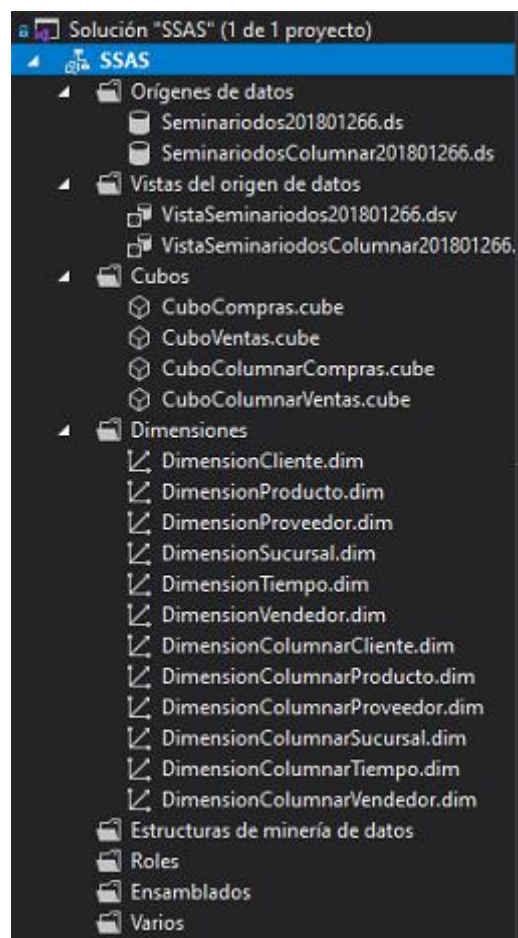 Solución "SSAS" (1 de 1 proyecto)
SSAS
Orígenes de datos
Seminariodos201801266.ds
SeminariodosColumnar201801266.ds
Vistas del origen de datos
VistaSeminariodos201801266.dsv
VistaSeminariodosColumnar201801266.
Cubos
CuboCompras.cube
CuboVentas.cube
CuboColumnarCompras.cube
CuboColumnarVentas.cube
Dimensiones
DimensionCliente.dim
DimensionProducto.dim
DimensionProveedor.dim
DimensionSucursal.dim
DimensionTiempo.dim
DimensionVendedor.dim
DimensionColumnarCliente.dim
DimensionColumnarProducto.dim
DimensionColumnarProveedor.dim
DimensionColumnarSucursal.dim
DimensionColumnarTiempo.dim
DimensionColumnarVendedor.dim
Estructuras de minería de datos
Roles
Ensamblados
Varios